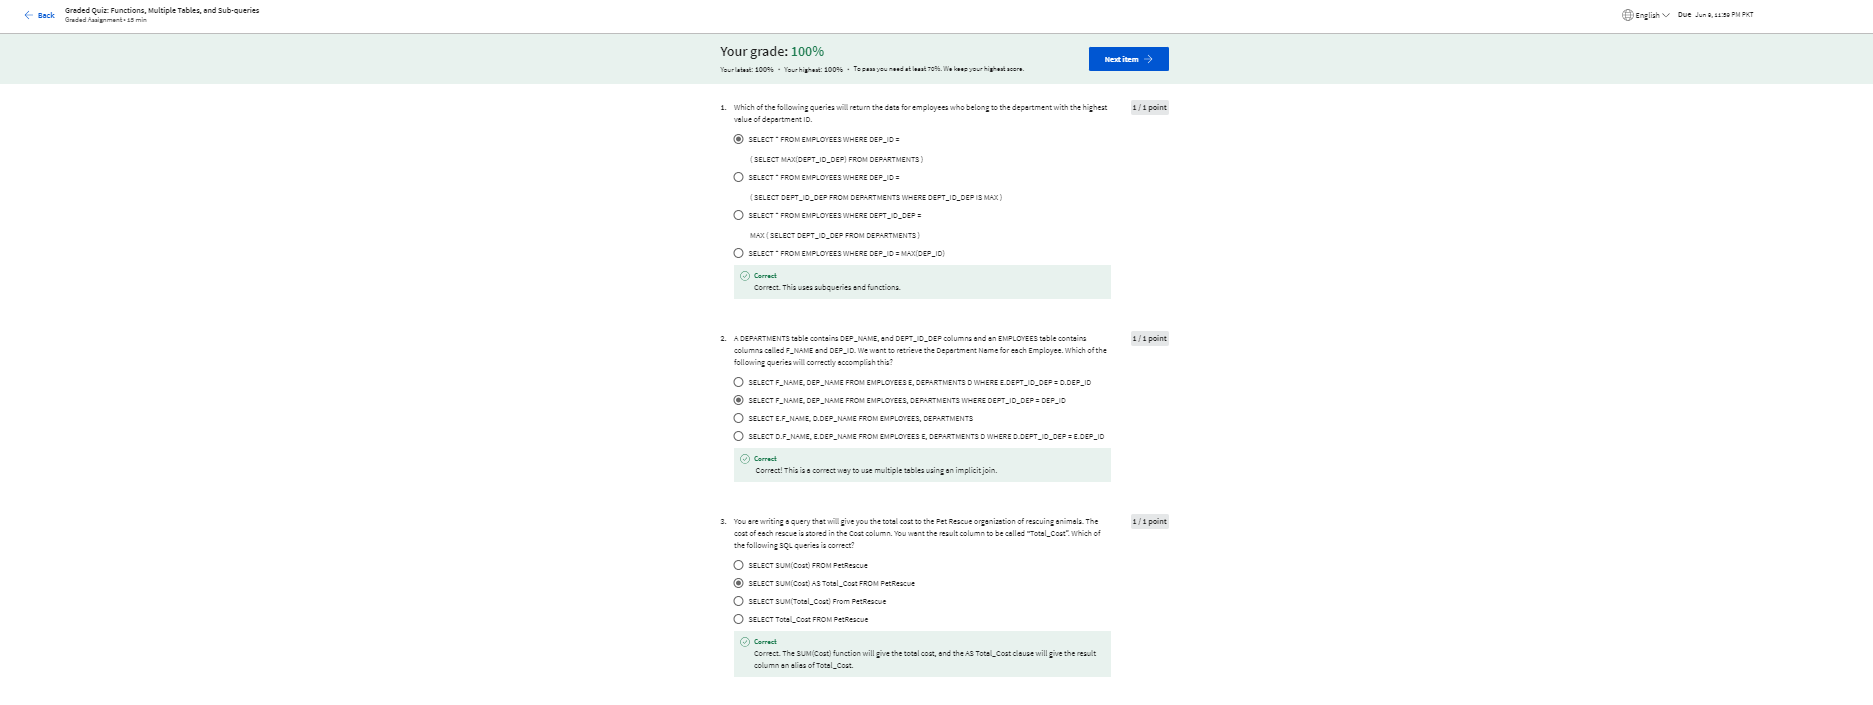 Back
Graded Quiz: Functions, Multiple Tables, and Sub-queries
Graded Assignment • 15 min
English
Due Jun 9, 11:59 PM PKT
Your grade: 100%
Your latest: 100% • Your highest: 100% • To pass you need at least 70%. We keep your highest score.
Next item
1. Which of the following queries will return the data for employees who belong to the department with the highest
value of department ID.
1 / 1 point
SELECT * FROM EMPLOYEES WHERE DEP_ID =
( SELECT MAX(DEPT_ID_DEP) FROM DEPARTMENTS )
SELECT * FROM EMPLOYEES WHERE DEP_ID =
( SELECT DEPT_ID_DEP FROM DEPARTMENTS WHERE DEPT_ID_DEP IS MAX )
SELECT * FROM EMPLOYEES WHERE DEPT_ID_DEP =
MAX ( SELECT DEPT_ID_DEP FROM DEPARTMENTS )
SELECT * FROM EMPLOYEES WHERE DEP_ID = MAX(DEP_ID)
Correct
Correct. This uses subqueries and functions.
2. A DEPARTMENTS table contains DEP_NAME, and DEPT_ID_DEP columns and an EMPLOYEES table contains
columns called F_NAME and DEP_ID. We want to retrieve the Department Name for each Employee. Which of the
following queries will correctly accomplish this?
1 / 1 point
SELECT F_NAME, DEP_NAME FROM EMPLOYEES E, DEPARTMENTS D WHERE E.DEPT_ID_DEP = D.DEP_ID
SELECT F_NAME, DEP_NAME FROM EMPLOYEES, DEPARTMENTS WHERE DEPT_ID_DEP = DEP_ID
SELECT E.F_NAME, D.DEP_NAME FROM EMPLOYEES, DEPARTMENTS
SELECT D.F_NAME, E.DEP_NAME FROM EMPLOYEES E, DEPARTMENTS D WHERE D.DEPT_ID_DEP = E.DEP_ID
Correct
Correct! This is a correct way to use multiple tables using an implicit join.
3. You are writing a query that will give you the total cost to the Pet Rescue organization of rescuing animals. The
cost of each rescue is stored in the Cost column. You want the result column to be called “Total_Cost”. Which of
the following SQL queries is correct?
1 / 1 point
SELECT SUM(Cost) FROM PetRescue
SELECT SUM(Cost) AS Total_Cost FROM PetRescue
SELECT SUM(Total_Cost) From PetRescue
SELECT Total_Cost FROM PetRescue
Correct
Correct. The SUM(Cost) function will give the total cost, and the AS Total_Cost clause will give the result
column an alias of Total_Cost.